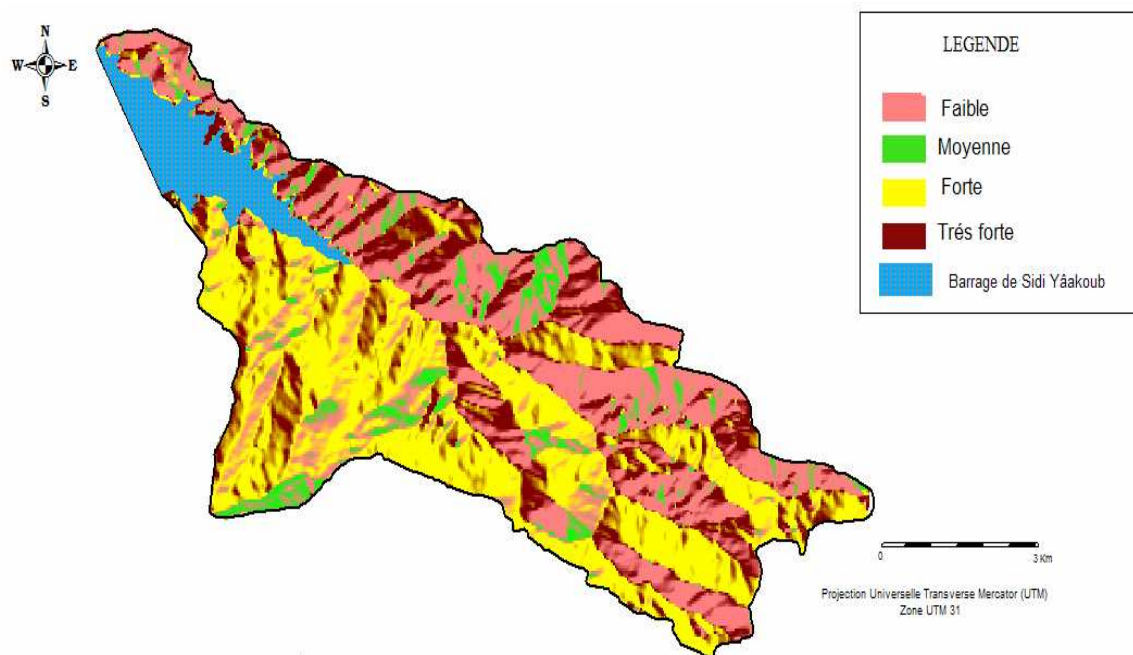 N
W E
S
LEGENDE
Faible
Moyenne
Forte
Trés forte
Barrage de Sidi Yâakoub
0 3 Km
Projection Universelle Transverse Mercator (UTM)
Zone UTM 31